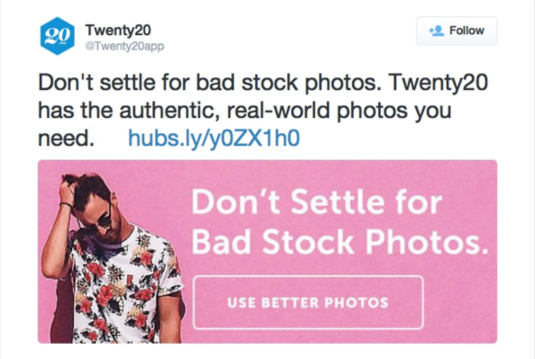 20
Twenty20
@Twenty20app
Follow
Don't settle for bad stock photos. Twenty20
has the authentic, real-world photos you
need. hubs.ly/y0ZX1h0
Don't Settle for
Bad Stock Photos.
USE BETTER PHOTOS